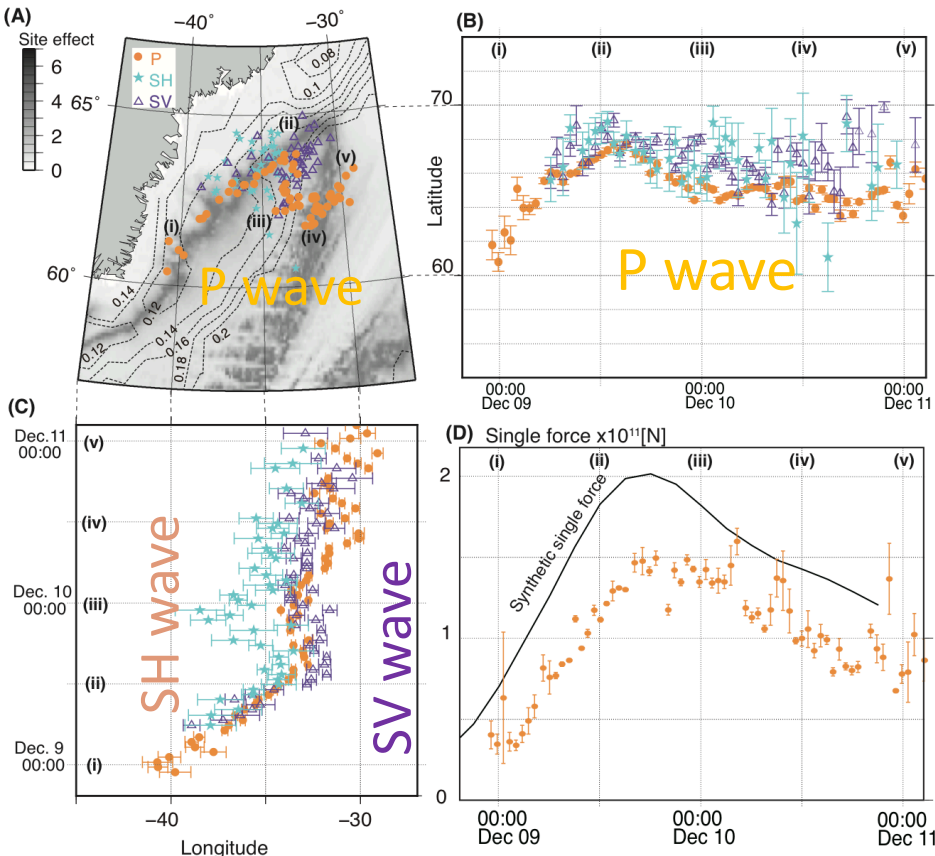 (A)
−40°
−30°
Site effect
6
4
2
0
P
SH
SV
65°
60°
0.08
0.1
(i)
(ii)
(iii)
(iv)
(v)
P wave
0.14
0.12
0.12
0.14
0.16
0.18
0.2
(B)
(i) (ii) (iii) (iv) (v)
70
60
Latitude
P wave
00:00 00:00 00:00
Dec 09 Dec 10 Dec 11
(C)
Dec.11
00:00
(v)
(iv)
Dec. 10
00:00
(iii)
(ii)
Dec. 9
00:00
(i)
SH wave
SV wave
−40 −30
Longitude
(D) Single force x10¹¹[N]
(i) (ii) (iii) (iv) (v)
2
1
0
Synthetic single force
00:00 00:00 00:00
Dec 09 Dec 10 Dec 11